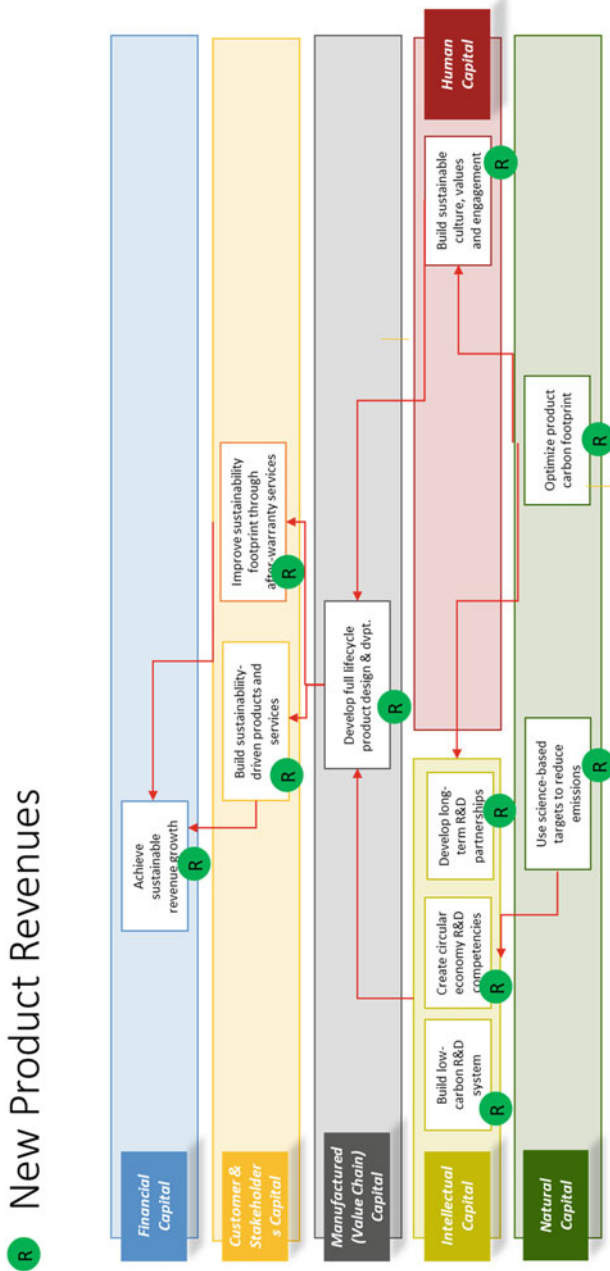 R New Product Revenues
Financial
Capital
Achieve
sustainable
revenue growth
R
Customer &
Stakeholder
s Capital
Build sustainabliity-
driven products and
services
R
Improve sustainability
footprint through
after-warranty services
R
Manufactured
(Value Chain)
Capital
Develop full lifecycle
product design & dvpt.
R
Intellectual
Capital
Build low-
carbon R&D
system
R
Create circular
economy R&D
competencies
R
Develop long-
term R&D
partnerships
R
Build sustainable
culture, values
and engagement
R
Human
Capital
Natural
Capital
Use science-based
targets to reduce
emissions
R
Optimize product
carbon footprint
R